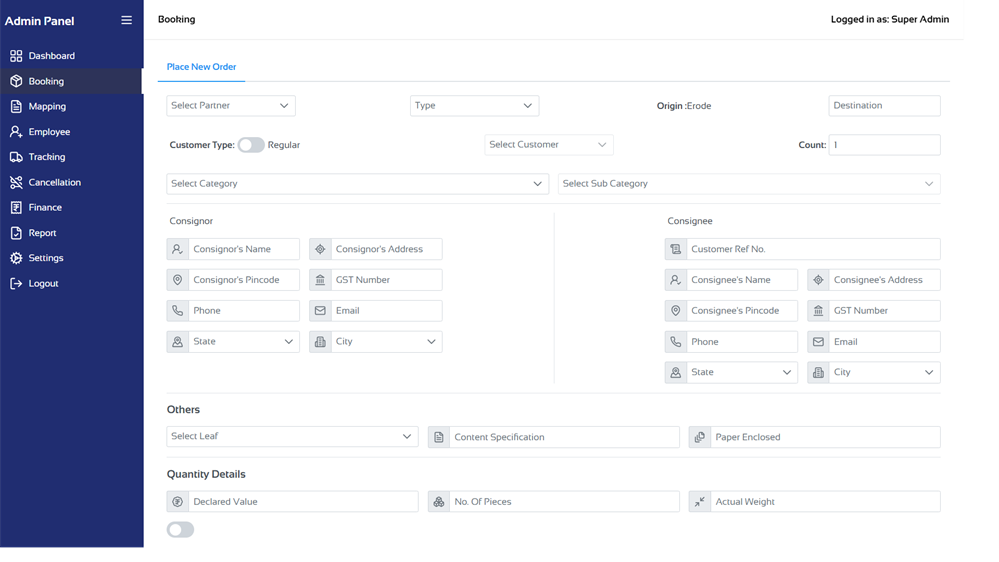 Admin Panel
Dashboard
Booking
Mapping
Employee
Tracking
Cancellation
Finance
Report
Settings
Logout
Booking
Logged in as: Super Admin
Place New Order
Select Partner
Type
Origin :Erode
Destination
Customer Type:
Regular
Select Customer
Count:
1
Select Category
Select Sub Category
Consignor
Consignor's Name
Consignor's Address
Consignor's Pincode
GST Number
Phone
Email
State
City
Consignee
Customer Ref No.
Consignee's Name
Consignee's Address
Consignee's Pincode
GST Number
Phone
Email
State
City
Others
Select Leaf
Content Specification
Paper Enclosed
Quantity Details
Declared Value
No. Of Pieces
Actual Weight